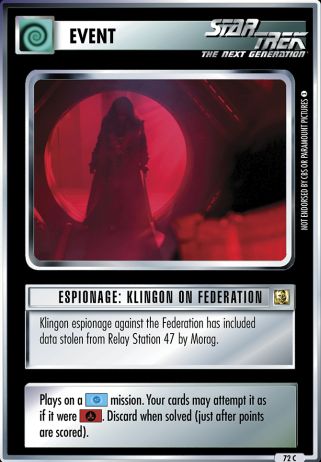 EVENT
STAR TREK
THE NEXT GENERATION
NOT ENDORSED BY CBS OR PARAMOUNT PICTURES
ESPIONAGE: KLINGON ON FEDERATION
Klingon espionage against the Federation has included
data stolen from Relay Station 47 by Morag.
Plays on a mission. Your cards may attempt it as
if it were . Discard when solved (just after points
are scored).
72 C